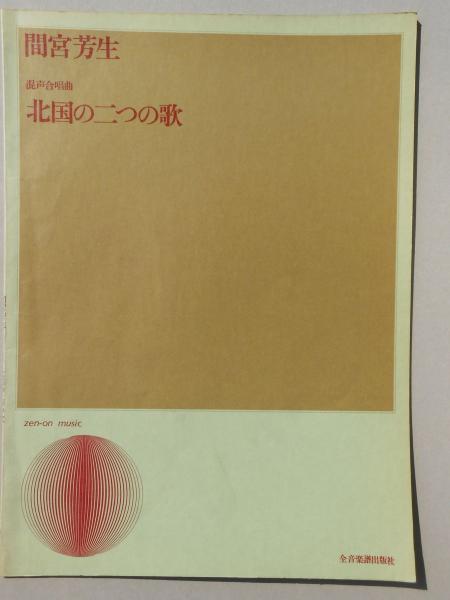 間宮芳生
混声合唱曲
北国の二つの歌
zen-on music
全音楽譜出版社